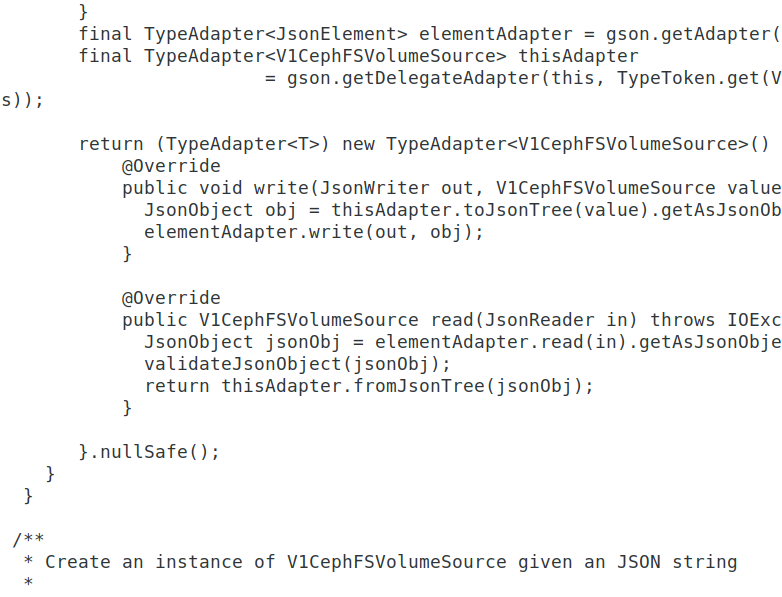 }
       final TypeAdapter<JsonElement> elementAdapter = gson.getAdapter(
       final TypeAdapter<V1CephFSVolumeSource> thisAdapter
                        = gson.getDelegateAdapter(this, TypeToken.get(V
s));

       return (TypeAdapter<T>) new TypeAdapter<V1CephFSVolumeSource>()
           @Override
           public void write(JsonWriter out, V1CephFSVolumeSource value
             JsonObject obj = thisAdapter.toJsonTree(value).getAsJsonOb
             elementAdapter.write(out, obj);
           }

           @Override
           public V1CephFSVolumeSource read(JsonReader in) throws IOExc
             JsonObject jsonObj = elementAdapter.read(in).getAsJsonObje
             validateJsonObject(jsonObj);
             return thisAdapter.fromJsonTree(jsonObj);
           }

       }.nullSafe();
    }
  }

 /**
  * Create an instance of V1CephFSVolumeSource given an JSON string
  *